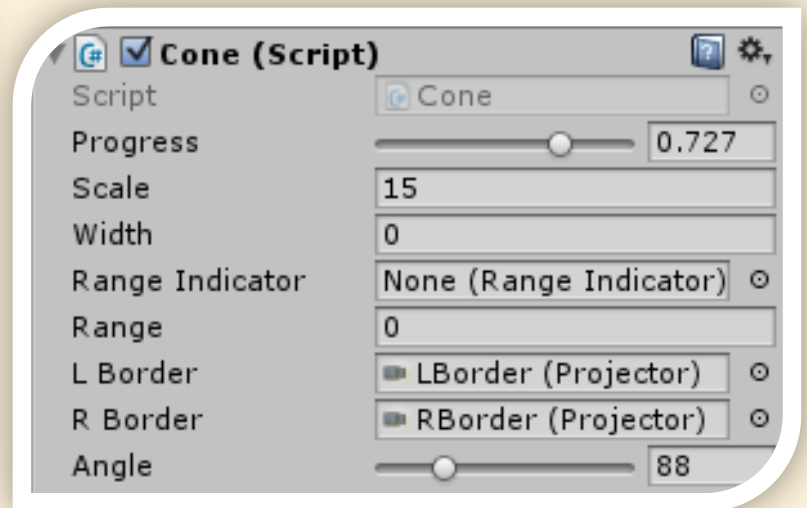 Cone (Script)
Script Cone
Progress 0.727
Scale 15
Width 0
Range Indicator None (Range Indicator)
Range 0
L Border LBorder (Projector)
R Border RBorder (Projector)
Angle 88